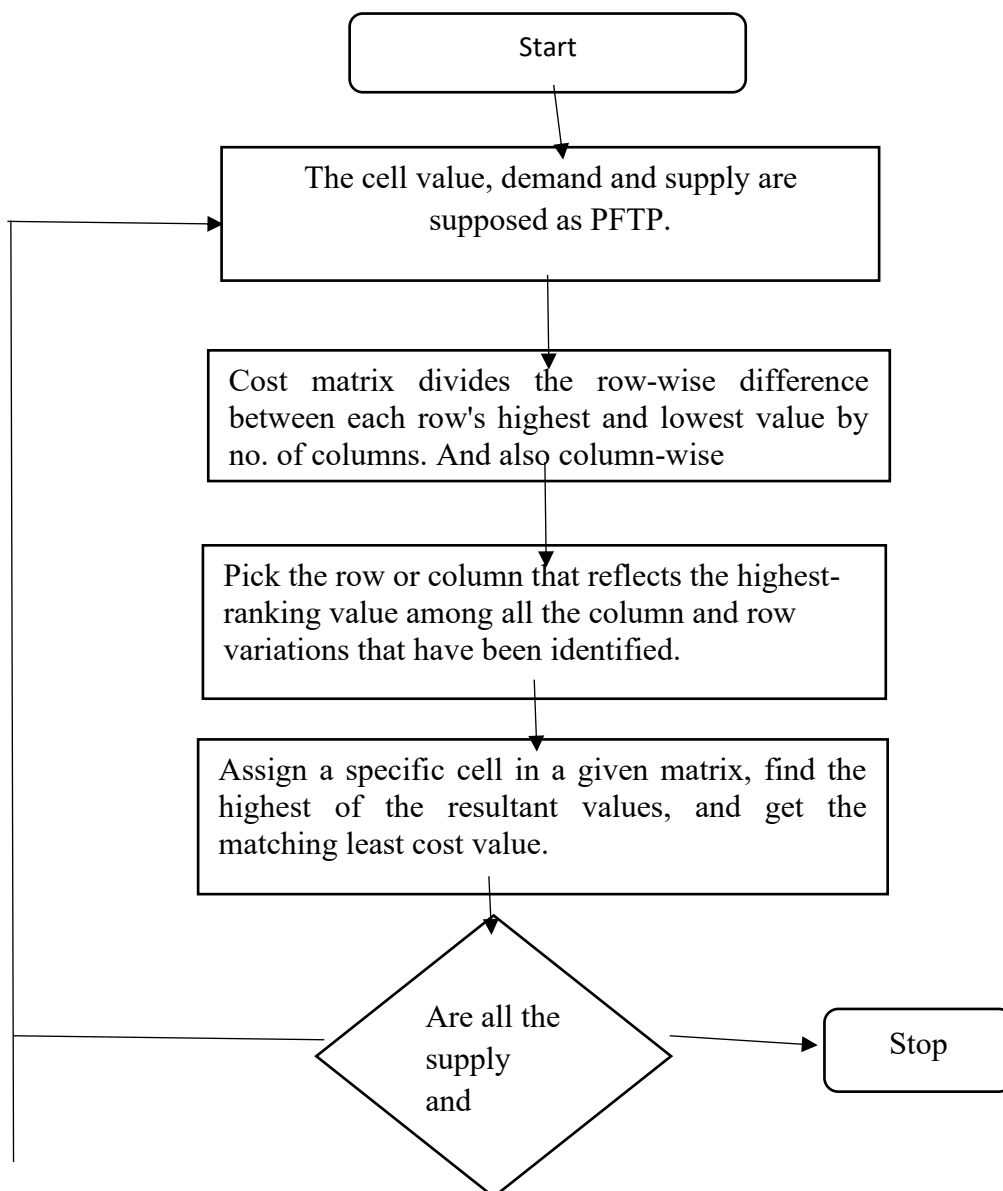 Start
The cell value, demand and supply are
supposed as PFTP.
Cost matrix divides the row-wise difference
between each row's highest and lowest value by
no. of columns. And also column-wise
Pick the row or column that reflects the highest-
ranking value among all the column and row
variations that have been identified.
Assign a specific cell in a given matrix, find the
highest of the resultant values, and get the
matching least cost value.
Are all the
supply
and
Stop